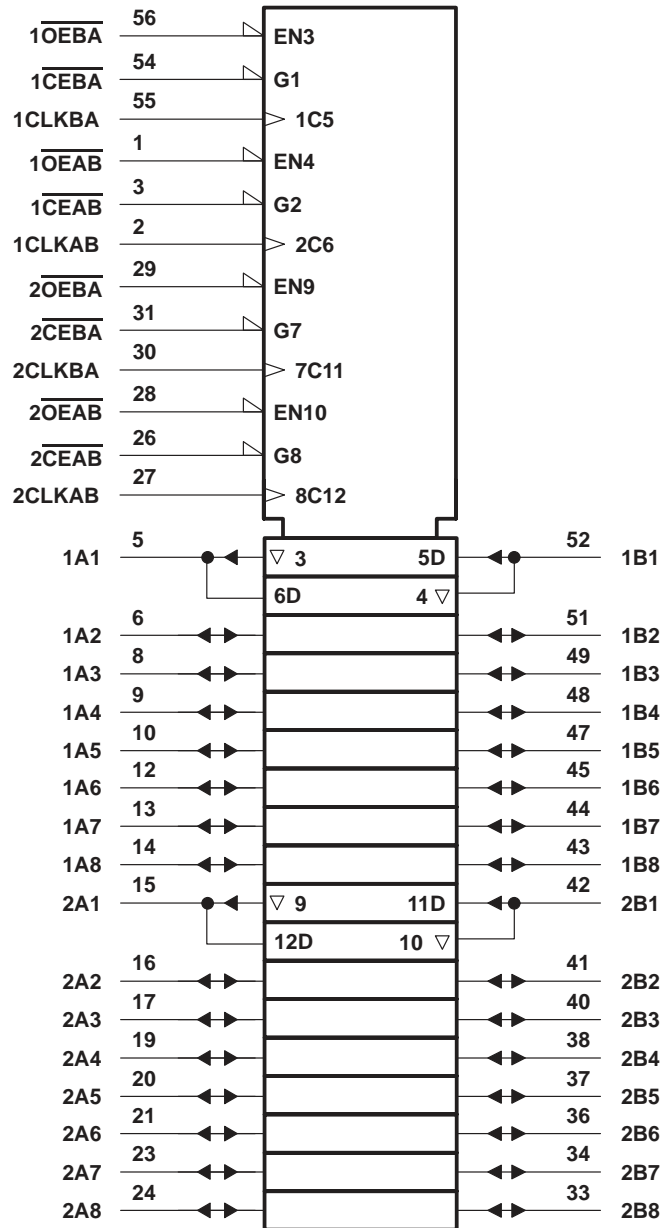 56
1OEBA EN3
54
1CEBA G1
55
1CLKBA 1C5
1
1OEAB EN4
3
1CEAB G2
2
1CLKAB 2C6
29
2OEBA EN9
31
2CEBA G7
30
2CLKBA 7C11
28
2OEAB EN10
26
2CEAB G8
27
2CLKAB 8C12
5 52
1A1 ▽ 3 5D 1B1
6D 4 ▽
6 51
1A2 1B2
8 49
1A3 1B3
9 48
1A4 1B4
10 47
1A5 1B5
12 45
1A6 1B6
13 44
1A7 1B7
14 43
1A8 1B8
15 42
2A1 ▽ 9 11D 2B1
12D 10 ▽
16 41
2A2 2B2
17 40
2A3 2B3
19 38
2A4 2B4
20 37
2A5 2B5
21 36
2A6 2B6
23 34
2A7 2B7
24 33
2A8 2B8